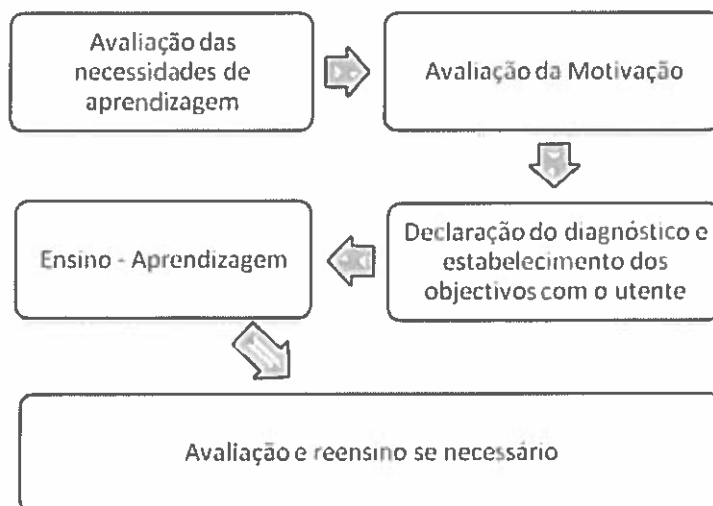 Avaliação das
necessidades de
aprendizagem
Avaliação da Motivação
Declaração do diagnóstico e
estabelecimento dos
objectivos com o utente
Ensino - Aprendizagem
Avaliação e reensino se necessário